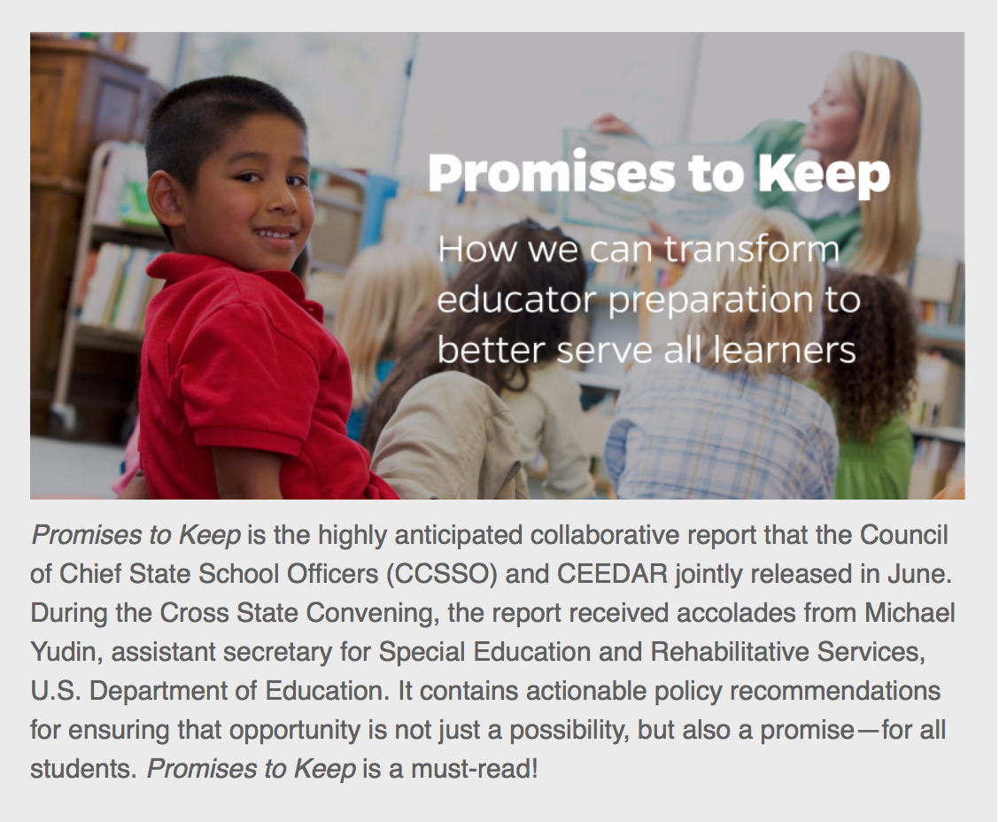 Promises to Keep
How we can transform
educator preparation to
better serve all learners
Promises to Keep is the highly anticipated collaborative report that the Council
of Chief State School Officers (CCSSO) and CEEDAR jointly released in June.
During the Cross State Convening, the report received accolades from Michael
Yudin, assistant secretary for Special Education and Rehabilitative Services,
U.S. Department of Education. It contains actionable policy recommendations
for ensuring that opportunity is not just a possibility, but also a promise—for all
students. Promises to Keep is a must-read!